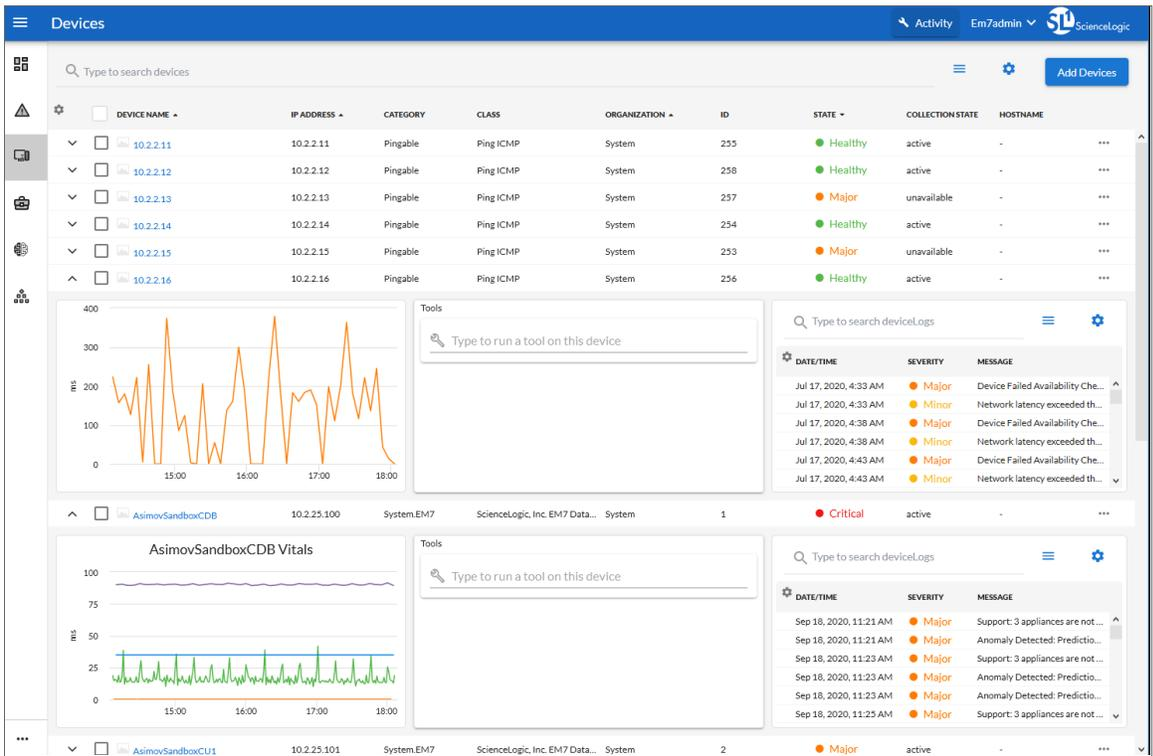 Devices
Activity Em7admin SL1 ScienceLogic
Type to search devices Add Devices
DEVICE NAME IP ADDRESS CATEGORY CLASS ORGANIZATION ID STATE COLLECTION STATE HOSTNAME
10.2.2.11 10.2.2.11 Pingable Ping ICMP System 255 Healthy active -
10.2.2.12 10.2.2.12 Pingable Ping ICMP System 258 Healthy active -
10.2.2.13 10.2.2.13 Pingable Ping ICMP System 257 Major unavailable -
10.2.2.14 10.2.2.14 Pingable Ping ICMP System 254 Healthy active -
10.2.2.15 10.2.2.15 Pingable Ping ICMP System 253 Major unavailable -
10.2.2.16 10.2.2.16 Pingable Ping ICMP System 256 Healthy active -
400
300
200
100
0
ms
15:00 16:00 17:00 18:00
Tools
Type to run a tool on this device
Type to search deviceLogs
DATE/TIME SEVERITY MESSAGE
Jul 17, 2020, 4:33 AM Major Device Failed Availability Che...
Jul 17, 2020, 4:33 AM Minor Network latency exceeded th...
Jul 17, 2020, 4:38 AM Major Device Failed Availability Che...
Jul 17, 2020, 4:38 AM Minor Network latency exceeded th...
Jul 17, 2020, 4:43 AM Major Device Failed Availability Che...
Jul 17, 2020, 4:43 AM Minor Network latency exceeded th...
AsimovSandboxCDB 10.2.25.100 System.EM7 ScienceLogic, Inc. EM7 Data... System 1 Critical active -
AsimovSandboxCDB Vitals
100
75
50
25
0
ms
15:00 16:00 17:00 18:00
Tools
Type to run a tool on this device
Type to search deviceLogs
DATE/TIME SEVERITY MESSAGE
Sep 18, 2020, 11:21 AM Major Support: 3 appliances are not ...
Sep 18, 2020, 11:21 AM Major Anomaly Detected: Predictio...
Sep 18, 2020, 11:23 AM Major Support: 3 appliances are not ...
Sep 18, 2020, 11:23 AM Major Anomaly Detected: Predictio...
Sep 18, 2020, 11:23 AM Major Anomaly Detected: Predictio...
Sep 18, 2020, 11:25 AM Major Support: 3 appliances are not ...
AsimovSandboxCU1 10.2.25.101 System.EM7 ScienceLogic, Inc. EM7 Data... System 2 Major active -